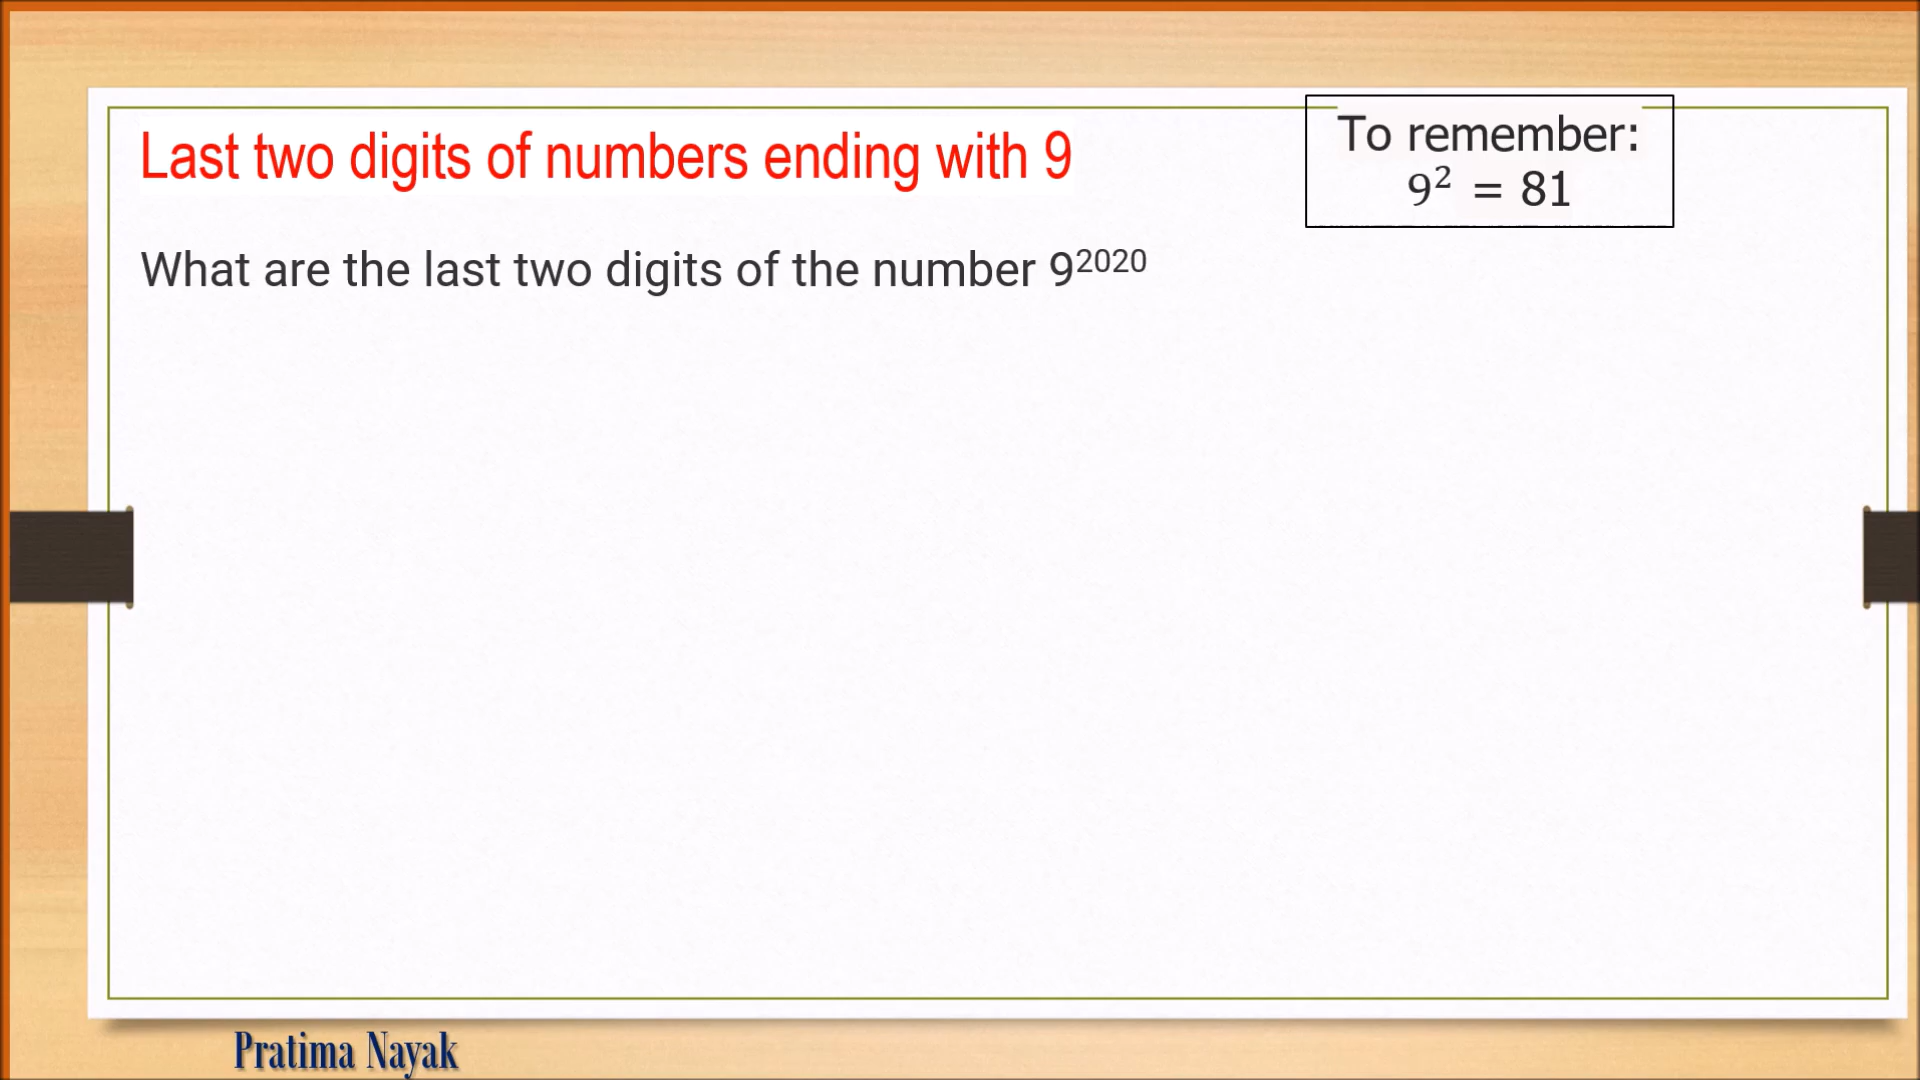 Last two digits of numbers ending with 9
To remember:
9² = 81
What are the last two digits of the number 9²⁰²⁰
Pratima Nayak